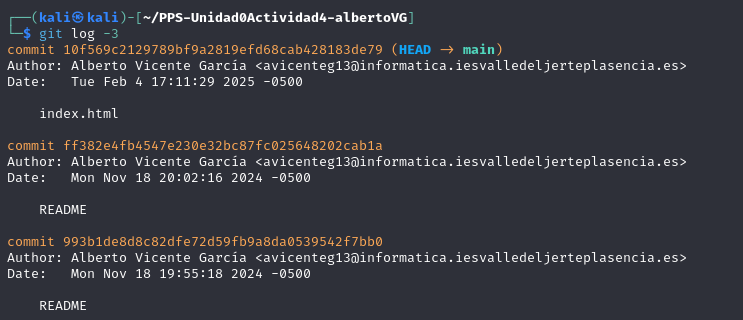 ┌──(kali㉿kali)-[~/PPS-Unidad0Actividad4-albertoVG]
└─$ git log -3
commit 10f569c2129789bf9a2819efd68cab428183de79 (HEAD -> main)
Author: Alberto Vicente García <avicenteg13@informatica.iesvalledeljerteplasencia.es>
Date:   Tue Feb 4 17:11:29 2025 -0500

    index.html

commit ff382e4fb4547e230e32bc87fc025648202cab1a
Author: Alberto Vicente García <avicenteg13@informatica.iesvalledeljerteplasencia.es>
Date:   Mon Nov 18 20:02:16 2024 -0500

    README

commit 993b1de8d8c82dfe72d59fb9a8da0539542f7bb0
Author: Alberto Vicente García <avicenteg13@informatica.iesvalledeljerteplasencia.es>
Date:   Mon Nov 18 19:55:18 2024 -0500

    README